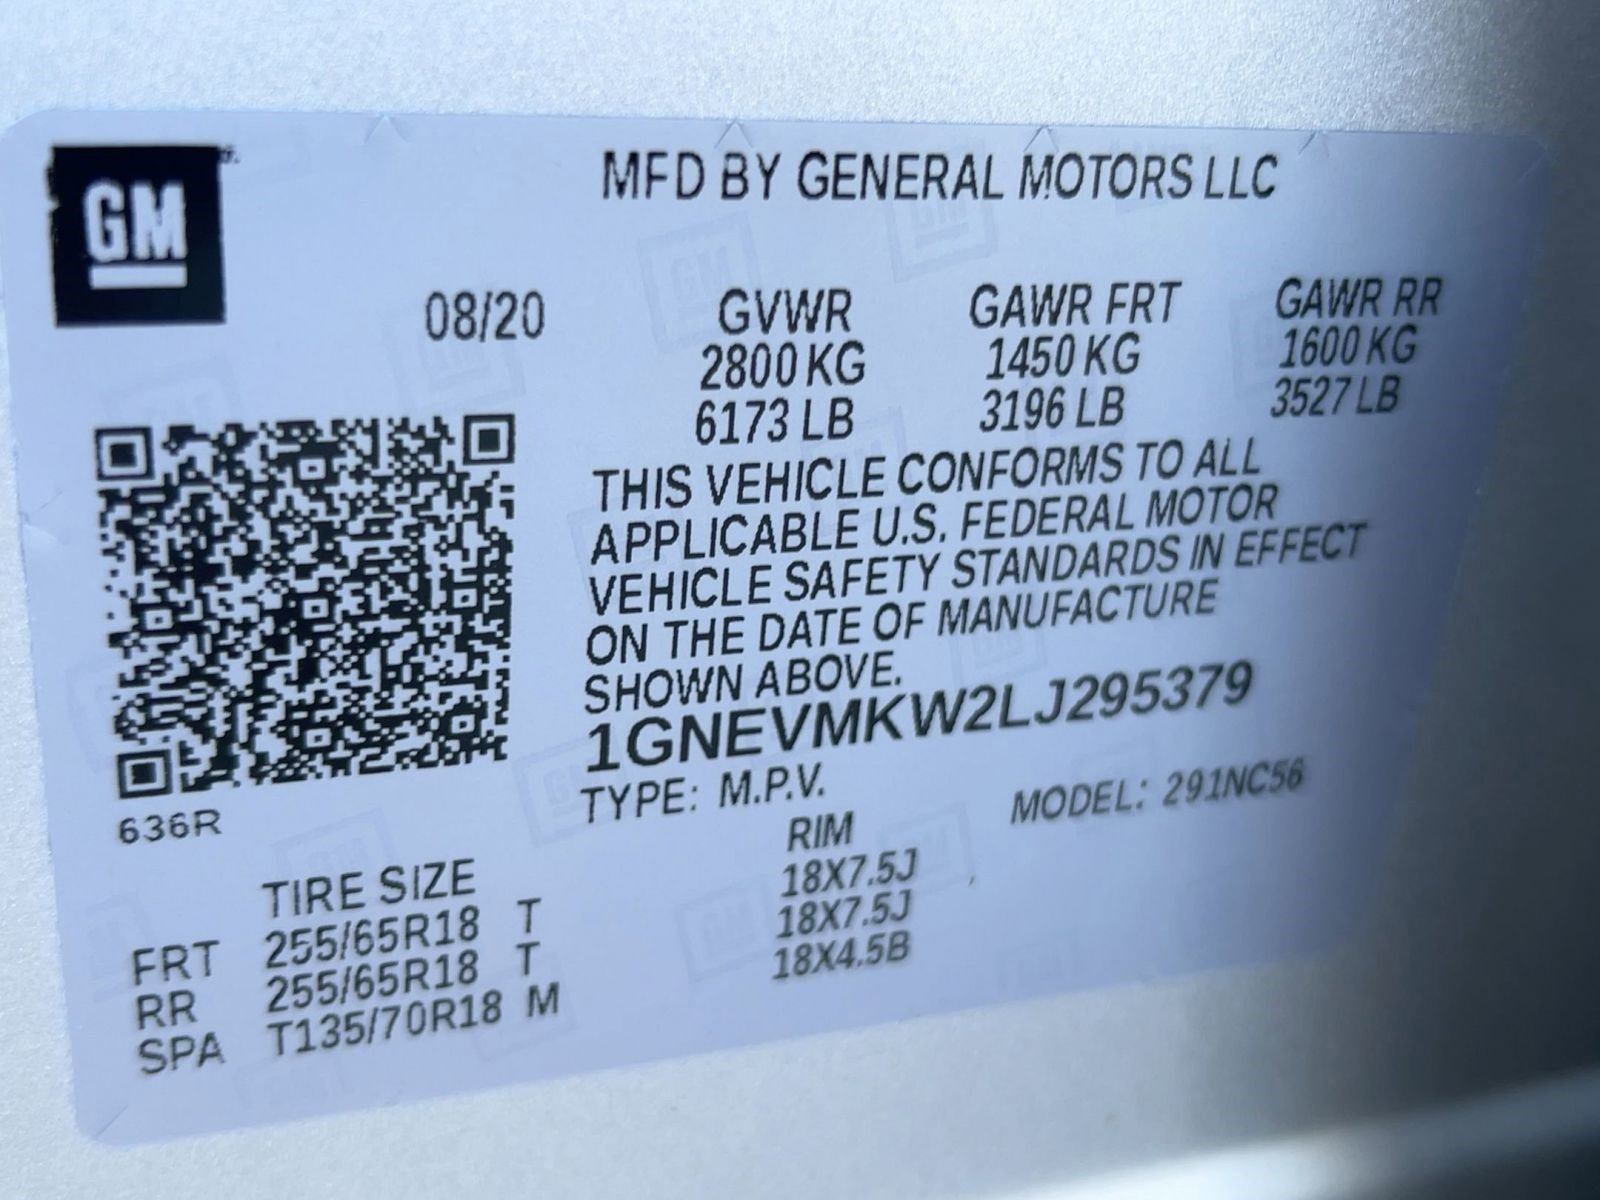 GM
MFD BY GENERAL MOTORS LLC
08/20
GVWR GAWR FRT GAWR RR
2800 KG 1450 KG 1600 KG
6173 LB 3196 LB 3527 LB
THIS VEHICLE CONFORMS TO ALL
APPLICABLE U.S. FEDERAL MOTOR
VEHICLE SAFETY STANDARDS IN EFFECT
ON THE DATE OF MANUFACTURE
SHOWN ABOVE.
1GNEVMKW2LJ295379
TYPE: M.P.V. MODEL: 291NC56
636R
TIRE SIZE RIM
FRT 255/65R18 T 18X7.5J
RR 255/65R18 T 18X7.5J
SPA T135/70R18 M 18X4.5B